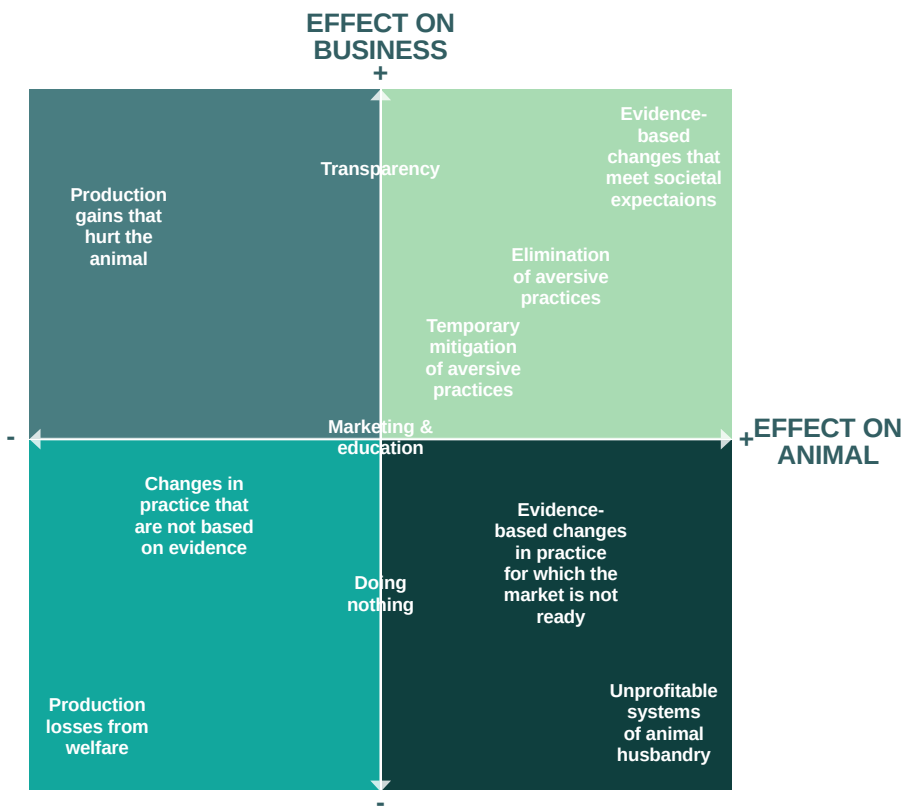 EFFECT ON
BUSINESS
+
Evidence-
based
changes that
meet societal
expectaions
Transparency
Production
gains that
hurt the
animal
Elimination
of aversive
practices
Temporary
mitigation
of aversive
practices
Marketing &
education
-
+
EFFECT ON
ANIMAL
Changes in
practice that
are not based
on evidence
Evidence-
based changes
in practice
for which the
market is not
ready
Doing
nothing
Production
losses from
welfare
Unprofitable
systems
of animal
husbandry
-